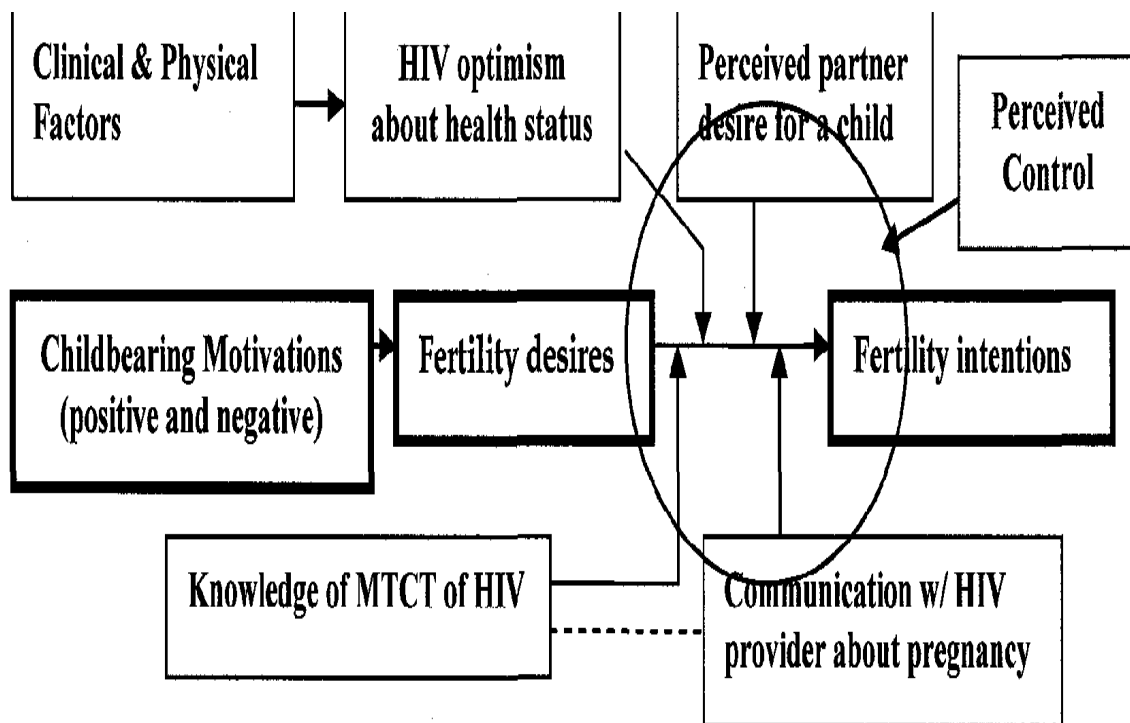 Clinical & Physical
Factors
HIV optimism
about health status
Perceived partner
desire for a child
Perceived
Control
Childbearing Motivations
(positive and negative)
Fertility desires
Fertility intentions
Knowledge of MTCT of HIV
Communication w/ HIV
provider about pregnancy